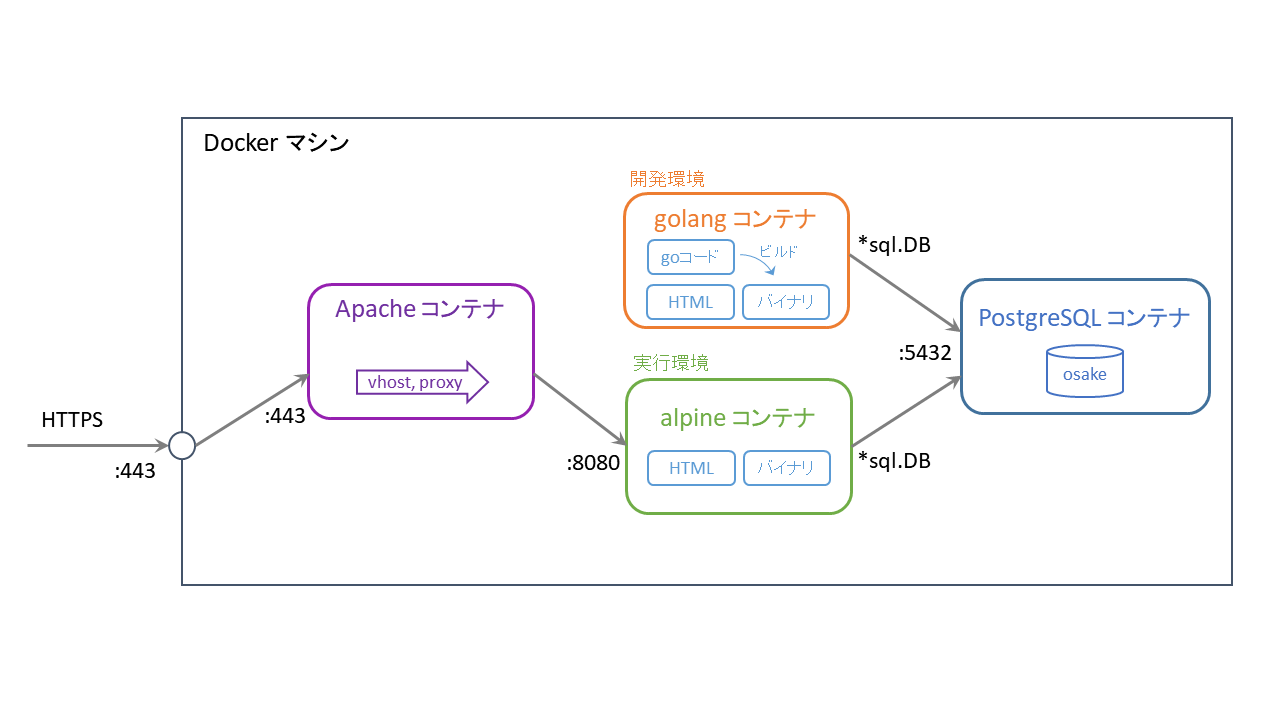 Docker マシン
開発環境
golang コンテナ
goコード
ビルド
HTML
バイナリ
*sql.DB
Apache コンテナ
vhost, proxy
PostgreSQL コンテナ
osake
:5432
実行環境
alpine コンテナ
HTML
バイナリ
*sql.DB
HTTPS
:443
:443
:8080